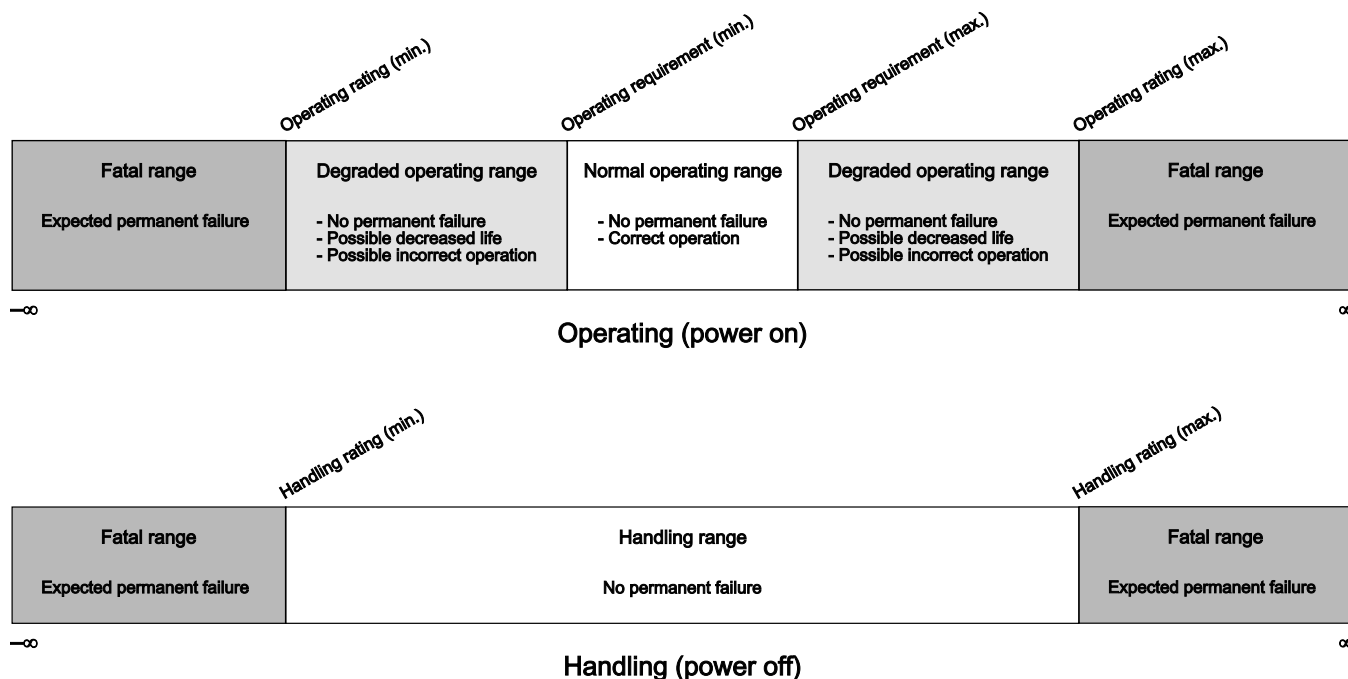 Operating rating (min.)
Operating requirement (min.)
Operating requirement (max.)
Operating rating (max.)
Fatal range
Degraded operating range
Normal operating range
Degraded operating range
Fatal range
Expected permanent failure
- No permanent failure
- Possible decreased life
- Possible incorrect operation
- No permanent failure
- Correct operation
- No permanent failure
- Possible decreased life
- Possible incorrect operation
Expected permanent failure
–∞
∞
Operating (power on)
Handling rating (min.)
Handling rating (max.)
Fatal range
Handling range
Fatal range
Expected permanent failure
No permanent failure
Expected permanent failure
–∞
∞
Handling (power off)